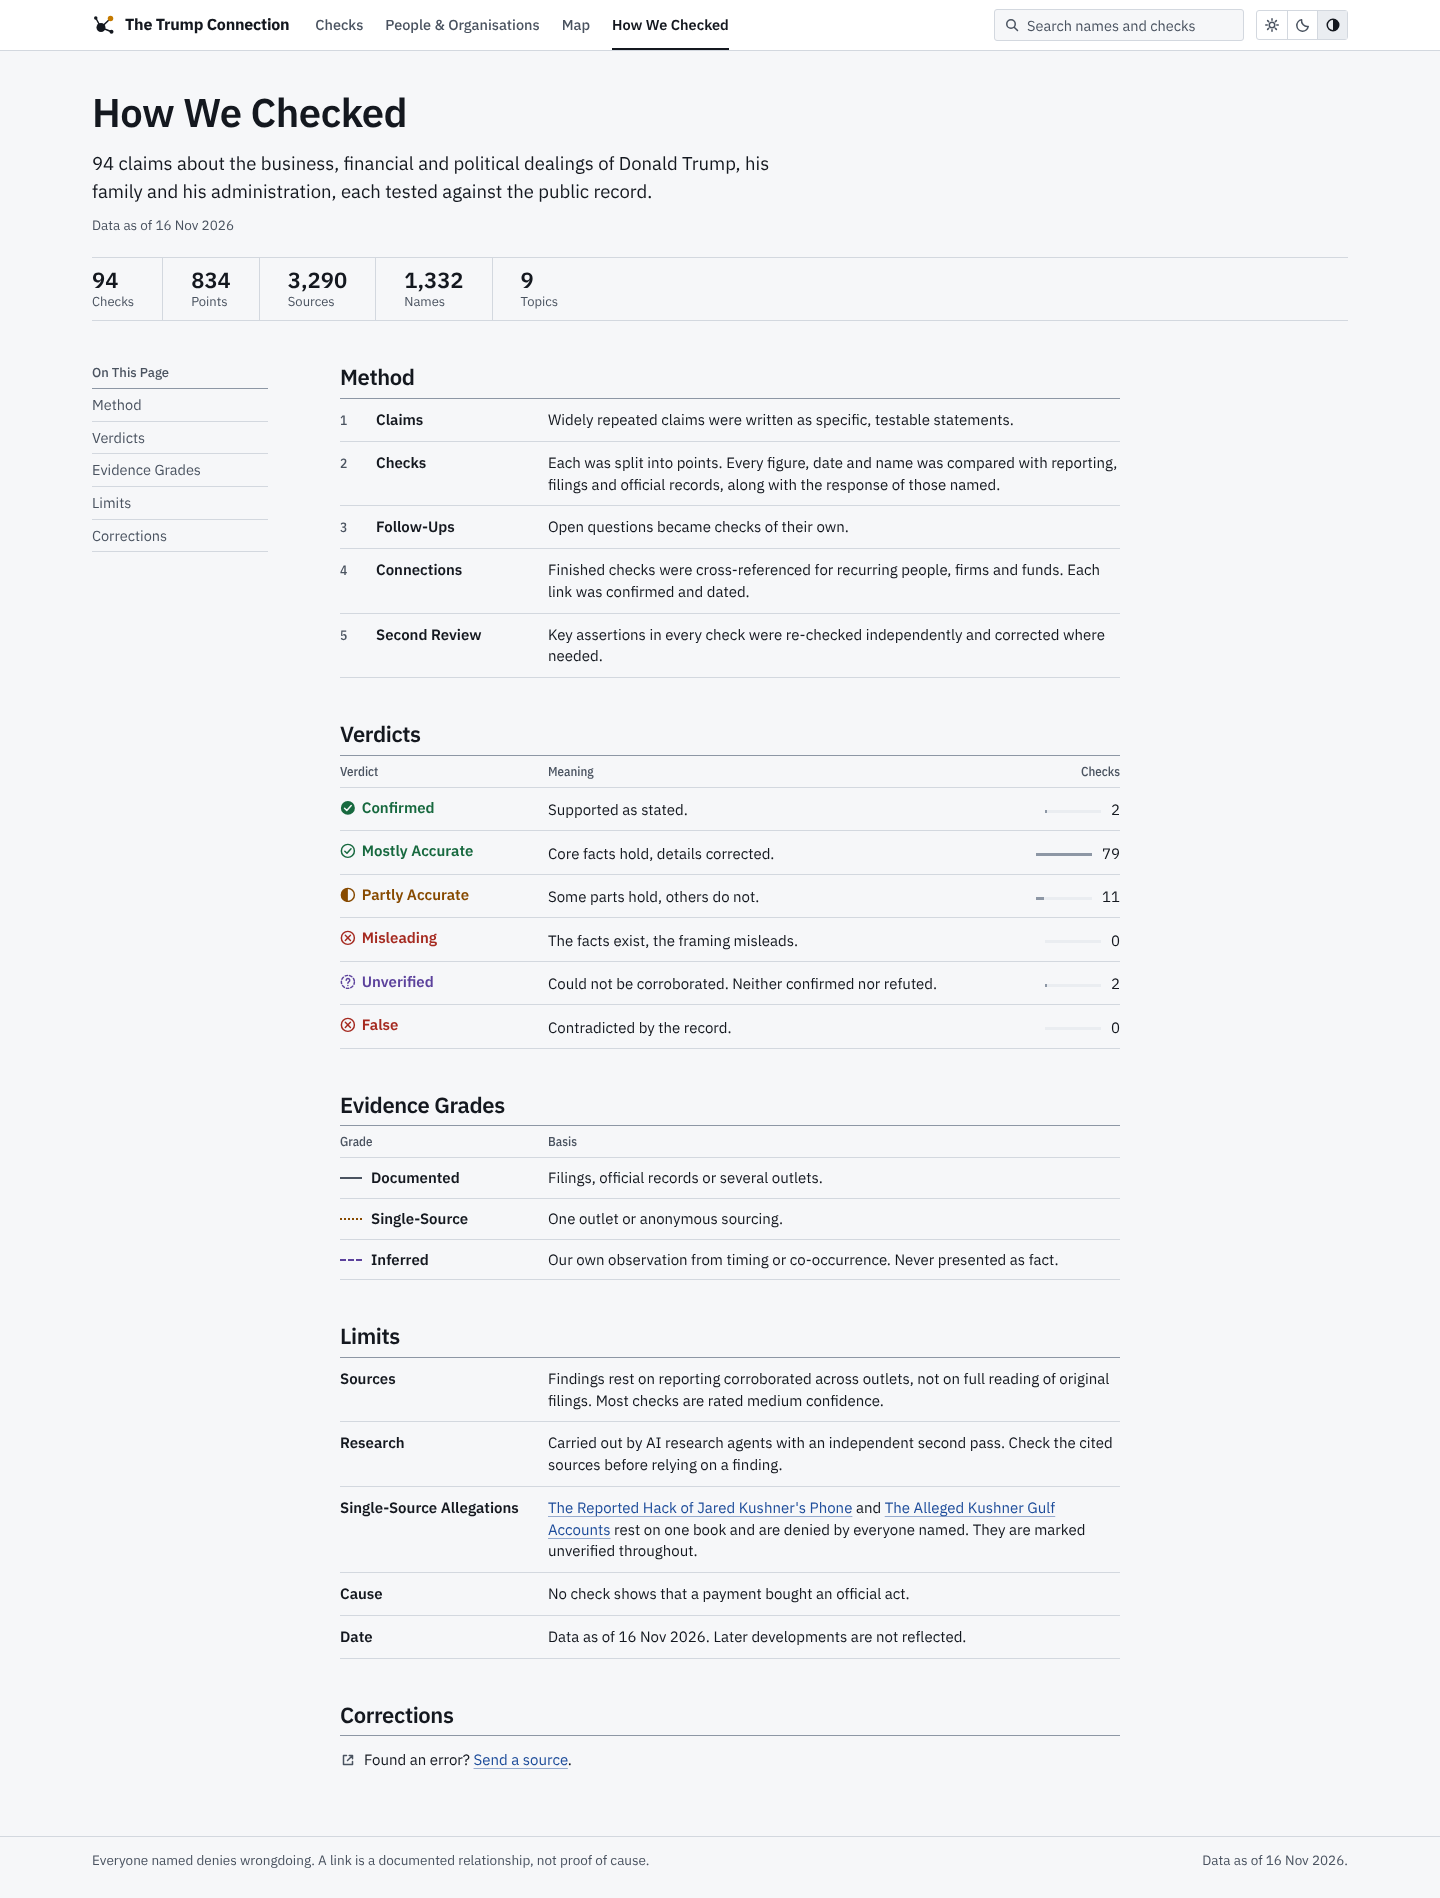 The Trump Connection
Checks
People & Organisations
Map
How We Checked
Search names and checks
How We Checked
94 claims about the business, financial and political dealings of Donald Trump, his
family and his administration, each tested against the public record.
Data as of 16 Nov 2026
94
Checks
834
Points
3,290
Sources
1,332
Names
9
Topics
On This Page
Method
Verdicts
Evidence Grades
Limits
Corrections
Method
1 Claims Widely repeated claims were written as specific, testable statements.
2 Checks Each was split into points. Every figure, date and name was compared with reporting,
filings and official records, along with the response of those named.
3 Follow-Ups Open questions became checks of their own.
4 Connections Finished checks were cross-referenced for recurring people, firms and funds. Each
link was confirmed and dated.
5 Second Review Key assertions in every check were re-checked independently and corrected where
needed.
Verdicts
Verdict Meaning Checks
Confirmed Supported as stated. 2
Mostly Accurate Core facts hold, details corrected. 79
Partly Accurate Some parts hold, others do not. 11
Misleading The facts exist, the framing misleads. 0
Unverified Could not be corroborated. Neither confirmed nor refuted. 2
False Contradicted by the record. 0
Evidence Grades
Grade Basis
Documented Filings, official records or several outlets.
Single-Source One outlet or anonymous sourcing.
Inferred Our own observation from timing or co-occurrence. Never presented as fact.
Limits
Sources Findings rest on reporting corroborated across outlets, not on full reading of original
filings. Most checks are rated medium confidence.
Research Carried out by AI research agents with an independent second pass. Check the cited
sources before relying on a finding.
Single-Source Allegations The Reported Hack of Jared Kushner's Phone and The Alleged Kushner Gulf
Accounts rest on one book and are denied by everyone named. They are marked
unverified throughout.
Cause No check shows that a payment bought an official act.
Date Data as of 16 Nov 2026. Later developments are not reflected.
Corrections
Found an error? Send a source.
Everyone named denies wrongdoing. A link is a documented relationship, not proof of cause.
Data as of 16 Nov 2026.